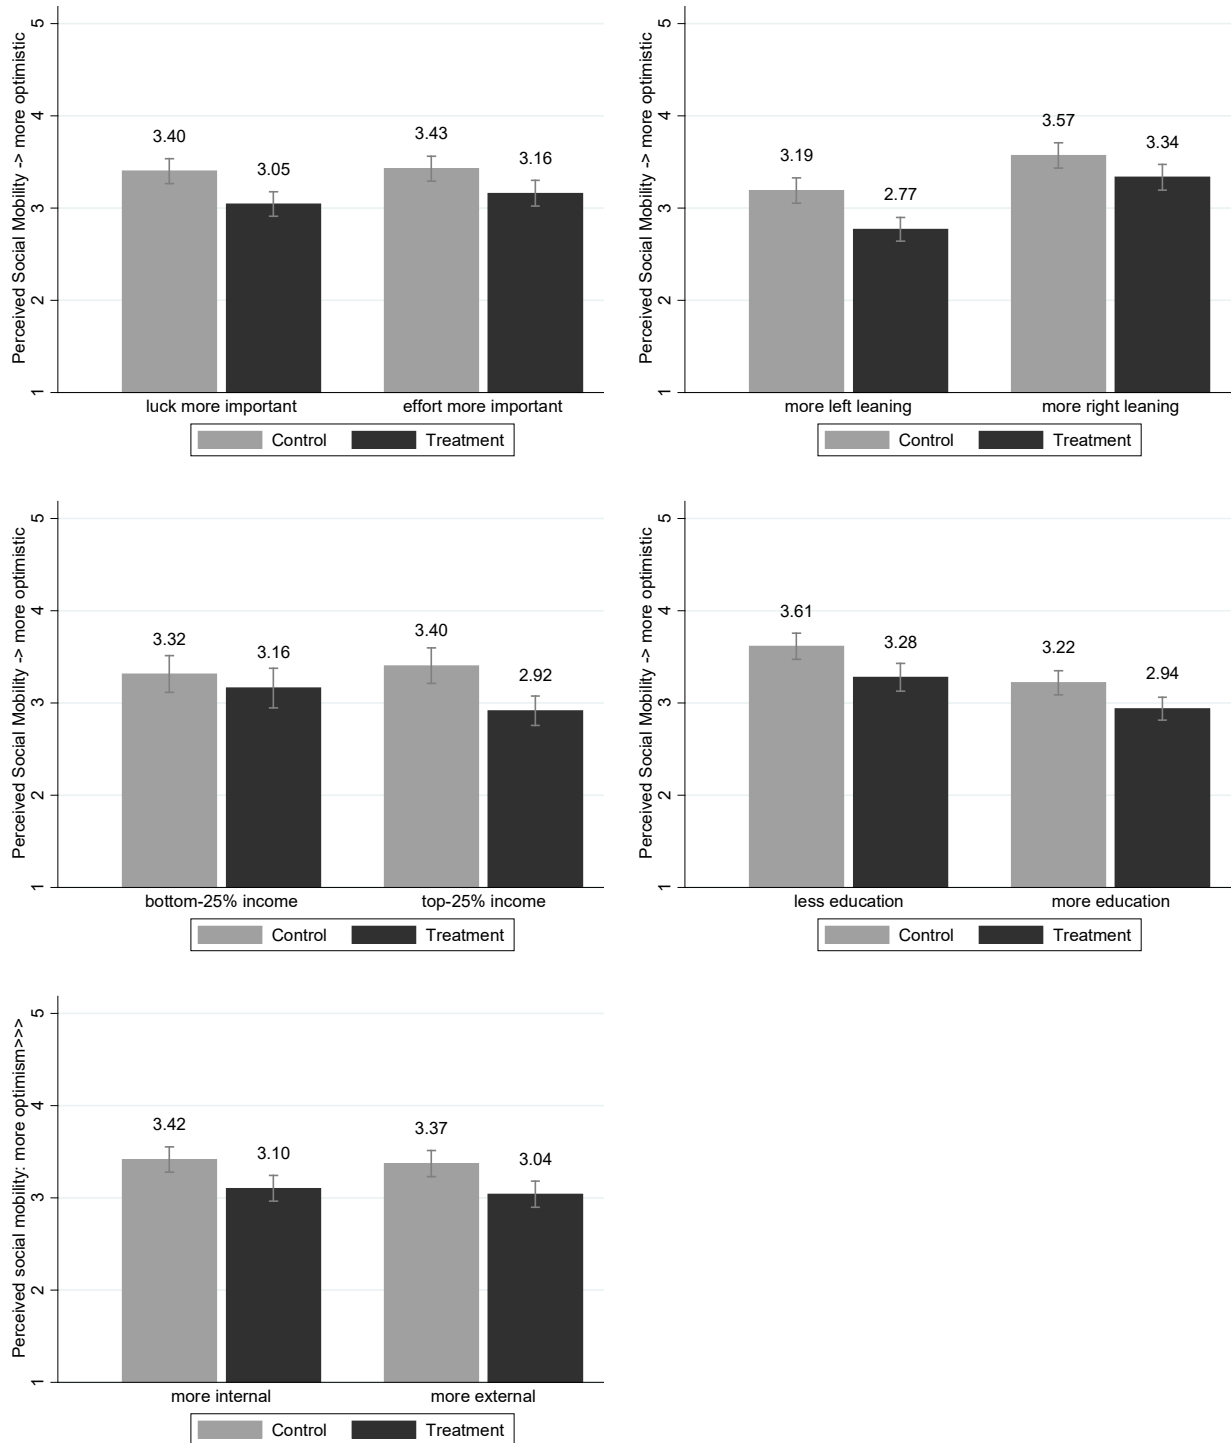 Perceived Social Mobility -> more optimistic
5
4
3
2
1
3.40
3.05
3.43
3.16
luck more important
effort more important
Control
Treatment
Perceived Social Mobility -> more optimistic
5
4
3
2
1
3.19
2.77
3.57
3.34
more left leaning
more right leaning
Control
Treatment
Perceived Social Mobility -> more optimistic
5
4
3
2
1
3.32
3.16
3.40
2.92
bottom-25% income
top-25% income
Control
Treatment
Perceived Social Mobility -> more optimistic
5
4
3
2
1
3.61
3.28
3.22
2.94
less education
more education
Control
Treatment
Perceived social mobility: more optimism>>>
5
4
3
2
1
3.42
3.10
3.37
3.04
more internal
more external
Control
Treatment